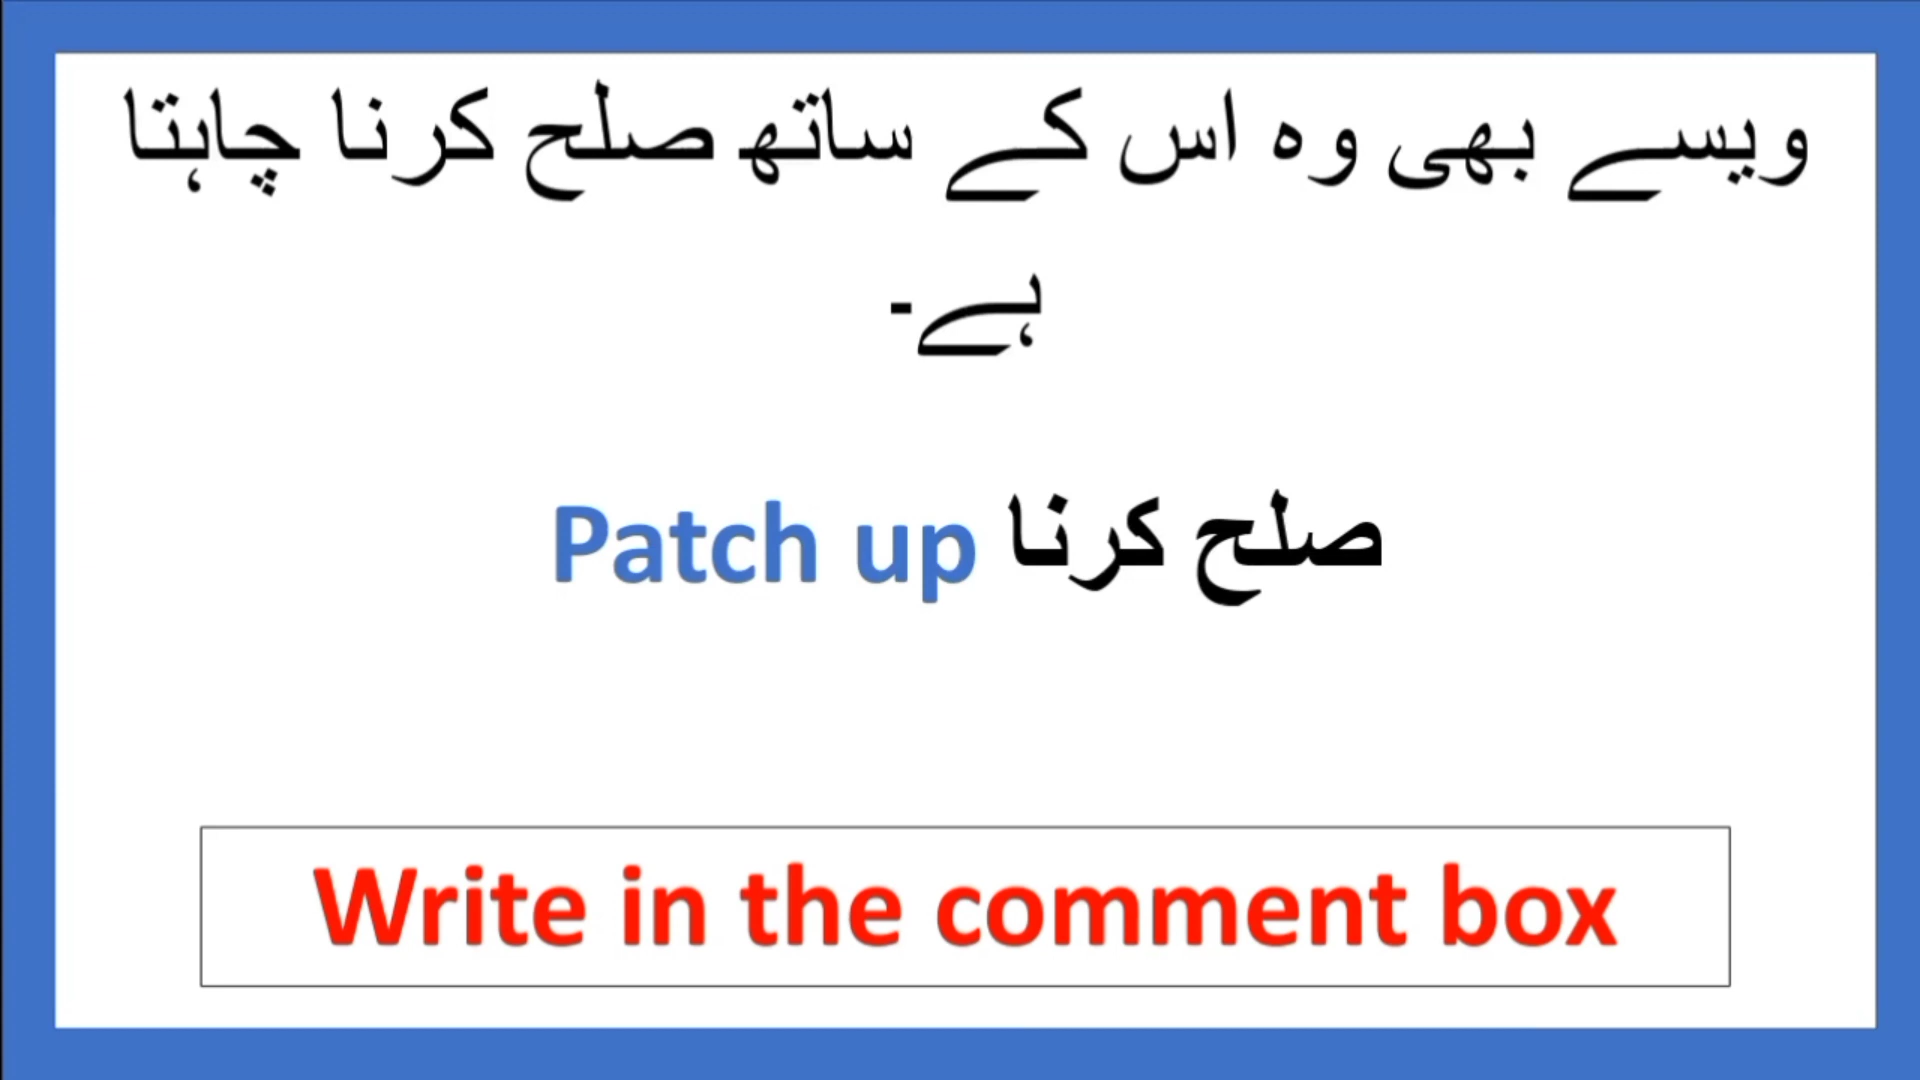 ویسے بھی وہ اس کے ساتھ صلح کرنا چاہتا
ہے۔
صلح کرنا Patch up
Write in the comment box